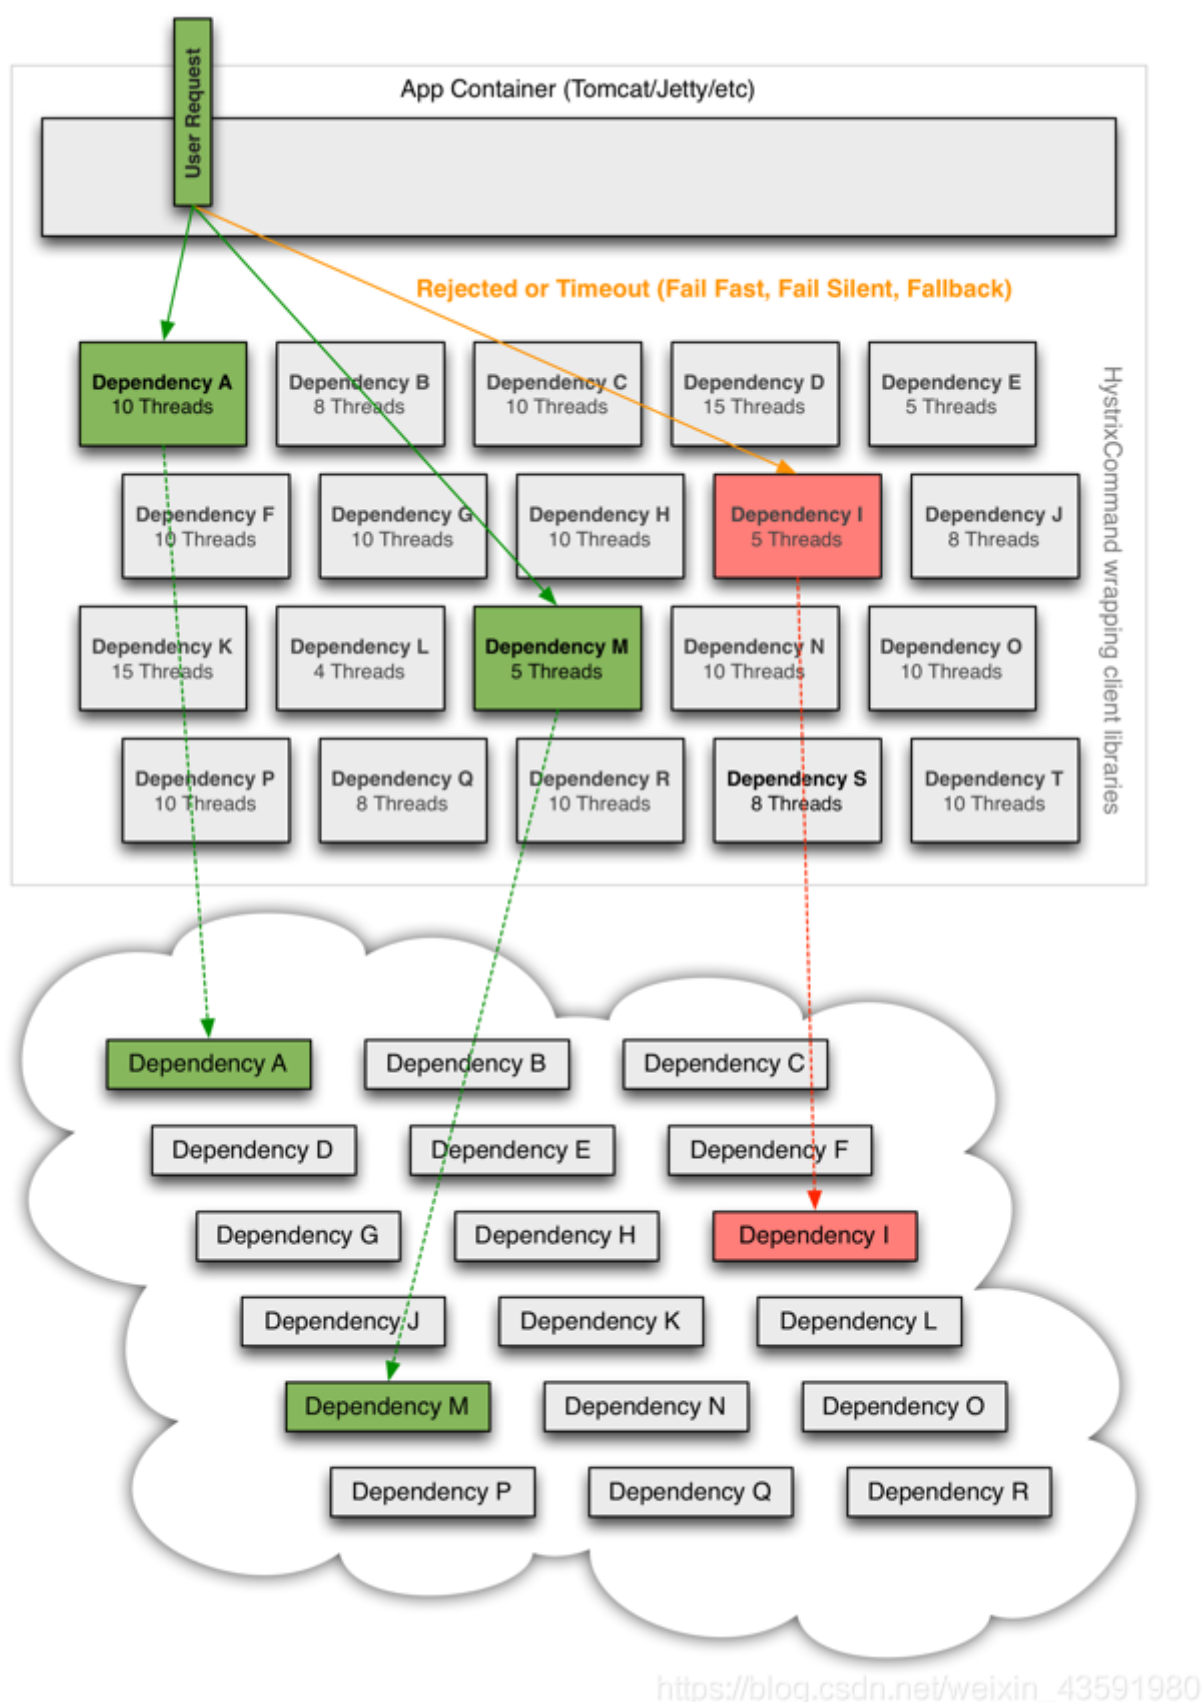 User Request
App Container (Tomcat/Jetty/etc)
Rejected or Timeout (Fail Fast, Fail Silent, Fallback)
Dependency A
10 Threads
Dependency B
8 Threads
Dependency C
10 Threads
Dependency D
15 Threads
Dependency E
5 Threads
Dependency F
10 Threads
Dependency G
10 Threads
Dependency H
10 Threads
Dependency I
5 Threads
Dependency J
8 Threads
Dependency K
15 Threads
Dependency L
4 Threads
Dependency M
5 Threads
Dependency N
10 Threads
Dependency O
10 Threads
Dependency P
10 Threads
Dependency Q
8 Threads
Dependency R
10 Threads
Dependency S
8 Threads
Dependency T
10 Threads
HystrixCommand wrapping client libraries
Dependency A
Dependency B
Dependency C
Dependency D
Dependency E
Dependency F
Dependency G
Dependency H
Dependency I
Dependency J
Dependency K
Dependency L
Dependency M
Dependency N
Dependency O
Dependency P
Dependency Q
Dependency R
https://blog.csdn.net/weixin_43591980